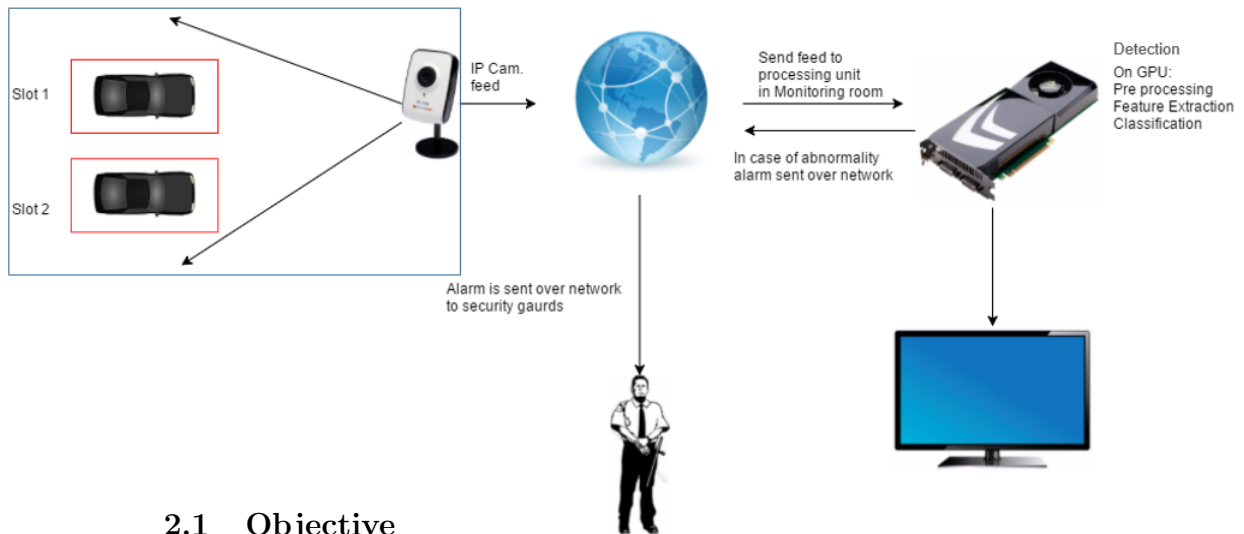 Slot 1
Slot 2
IP Cam.
feed
Send feed to
processing unit
in Monitoring room
In case of abnormality
alarm sent over network
Detection
On GPU:
Pre processing
Feature Extraction
Classification
Alarm is sent over network
to security gaurds
2.1 Objective